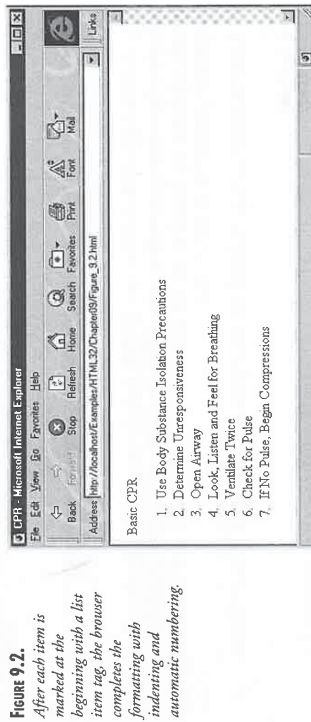 FIGURE 9.2.
After each item is
marked at the
beginning with a list
item tag, the browser
completes the
formatting with
indenting and
automatic numbering.
CPR - Microsoft Internet Explorer
File Edit View Go Favorites Help
Back Forward Stop Refresh Home Search Favorites Print Font Mail
Address http://localhost/Examples/HTML32/Chapter09/Figure_9.2.html Links
Basic CPR
1. Use Body Substance Isolation Precautions
2. Determine Unresponsiveness
3. Open Airway
4. Look, Listen and Feel for Breathing
5. Ventilate Twice
6. Check for Pulse
7. If No Pulse, Begin Compressions